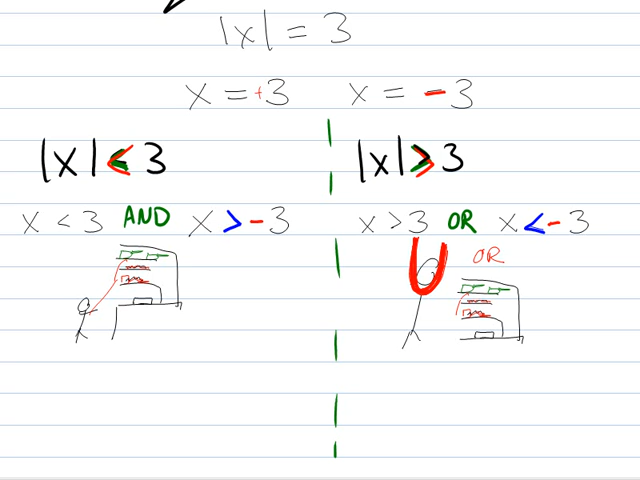 |x| = 3
x = +3 x = -3
|x| < 3 |x| > 3
x < 3 AND x > -3 x > 3 OR x < -3
OR